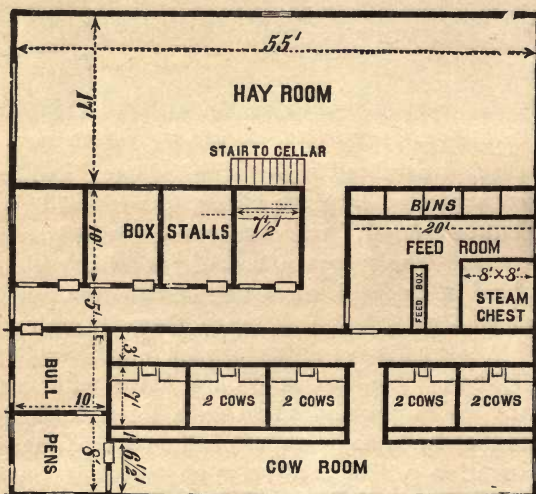 55'
17'
HAY ROOM
STAIR TO CELLAR
BINS
10'
BOX STALLS
7½'
20'
FEED ROOM
8'×8'
FEED BOX
STEAM
CHEST
5'
3'
BULL
10
7'
2 COWS
2 COWS
2 COWS
2 COWS
1'
PENS
8'
6½'
COW ROOM